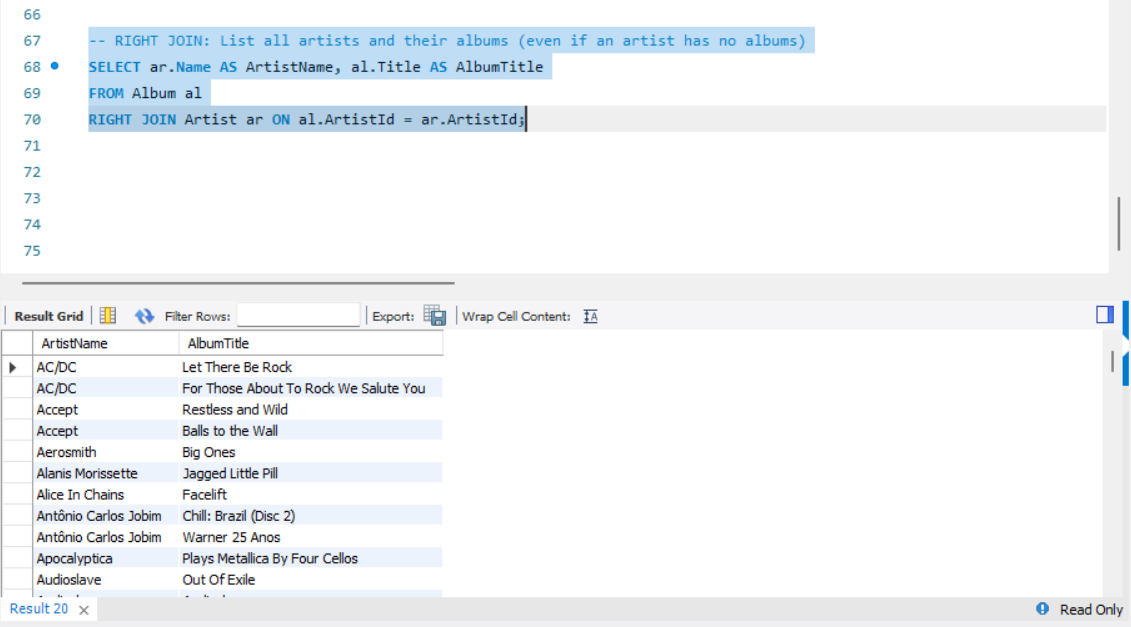 66
67 -- RIGHT JOIN: List all artists and their albums (even if an artist has no albums)
68 SELECT ar.Name AS ArtistName, al.Title AS AlbumTitle
69 FROM Album al
70 RIGHT JOIN Artist ar ON al.ArtistId = ar.ArtistId;
71
72
73
74
75
Result Grid Filter Rows: Export: Wrap Cell Content: IA
ArtistName AlbumTitle
AC/DC Let There Be Rock
AC/DC For Those About To Rock We Salute You
Accept Restless and Wild
Accept Balls to the Wall
Aerosmith Big Ones
Alanis Morissette Jagged Little Pill
Alice In Chains Facelift
Antônio Carlos Jobim Chill: Brazil (Disc 2)
Antônio Carlos Jobim Warner 25 Anos
Apocalyptica Plays Metallica By Four Cellos
Audioslave Out Of Exile
Result 20 Read Only